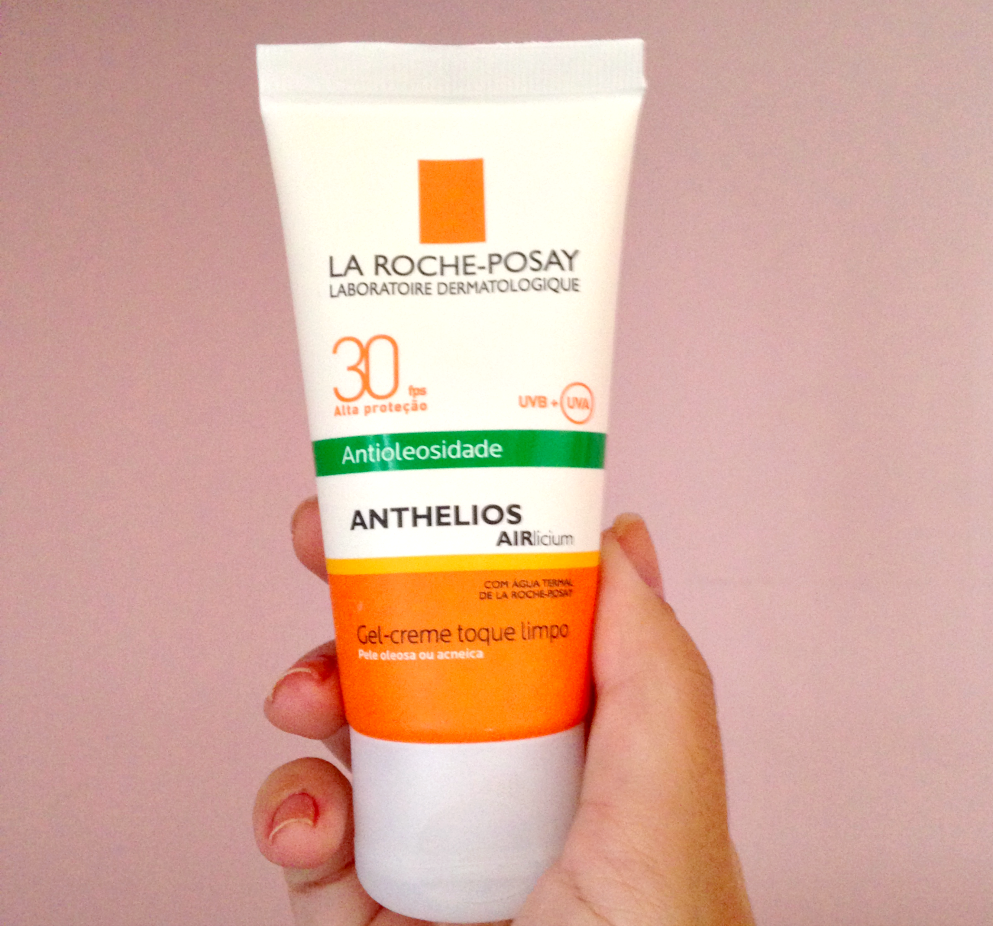 LA ROCHE-POSAY
LABORATOIRE DERMATOLOGIQUE
30 fps
Alta proteção
UVB + UVA
Antioleosidade
ANTHELIOS
AIRlicium
COM ÁGUA TERMAL
DE LA ROCHE-POSAY
Gel-creme toque limpo
Pele oleosa ou acneica